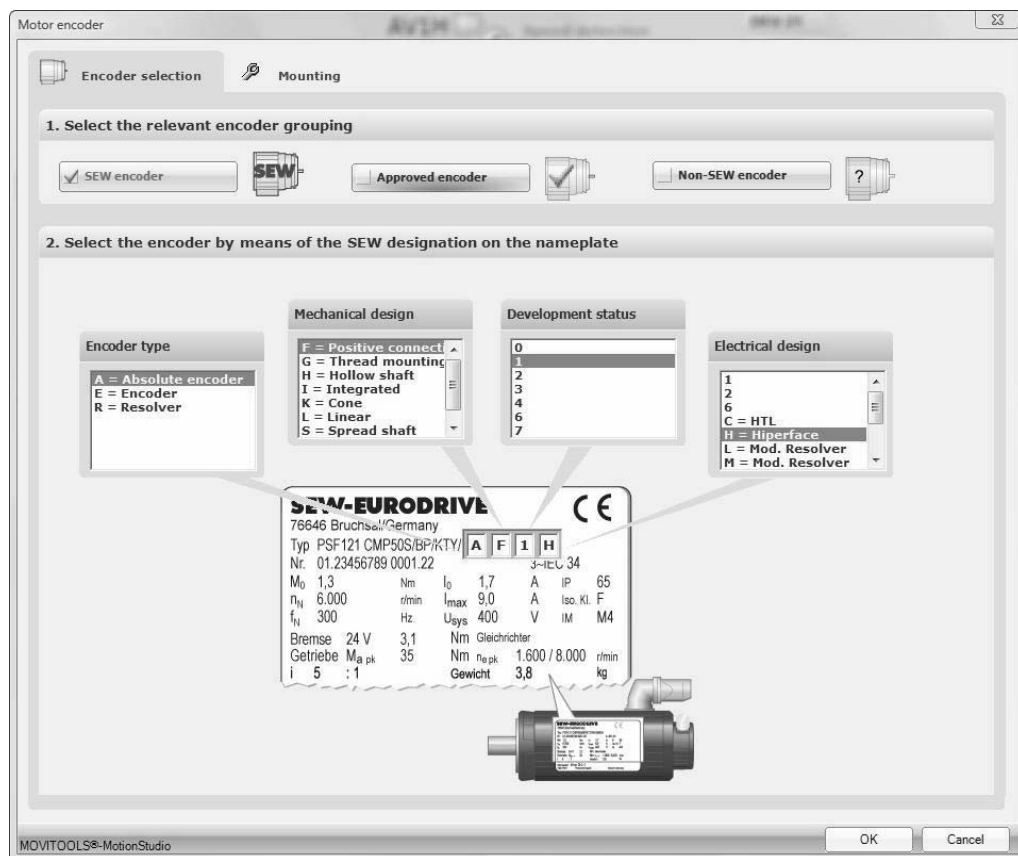 Motor encoder
Encoder selection
Mounting
1. Select the relevant encoder grouping
SEW encoder
SEW
Approved encoder
Non-SEW encoder
?
2. Select the encoder by means of the SEW designation on the nameplate
Encoder type
A = Absolute encoder
E = Encoder
R = Resolver
Mechanical design
F = Positive connecti
G = Thread mounting
H = Hollow shaft
I = Integrated
K = Cone
L = Linear
S = Spread shaft
Development status
0
1
2
3
4
6
7
Electrical design
1
2
6
C = HTL
H = Hiperface
L = Mod. Resolver
M = Mod. Resolver
SEW-EURODRIVE CE
76646 Bruchsal/Germany
Typ PSF121 CMP50S/BP/KTY/ A F 1 H
Nr. 01.23456789 0001.22 3~IEC 34
M0 1,3 Nm I0 1,7 A IP 65
nN 6.000 r/min Imax 9,0 A Iso. Kl. F
fN 300 Hz Usys 400 V IM M4
Bremse 24 V 3,1 Nm Gleichrichter
Getriebe Ma pk 35 Nm ne pk 1.600 / 8.000 r/min
i 5 :1 Gewicht 3,8 kg
SEW-EURODRIVE
OK
Cancel
MOVITOOLS®-MotionStudio